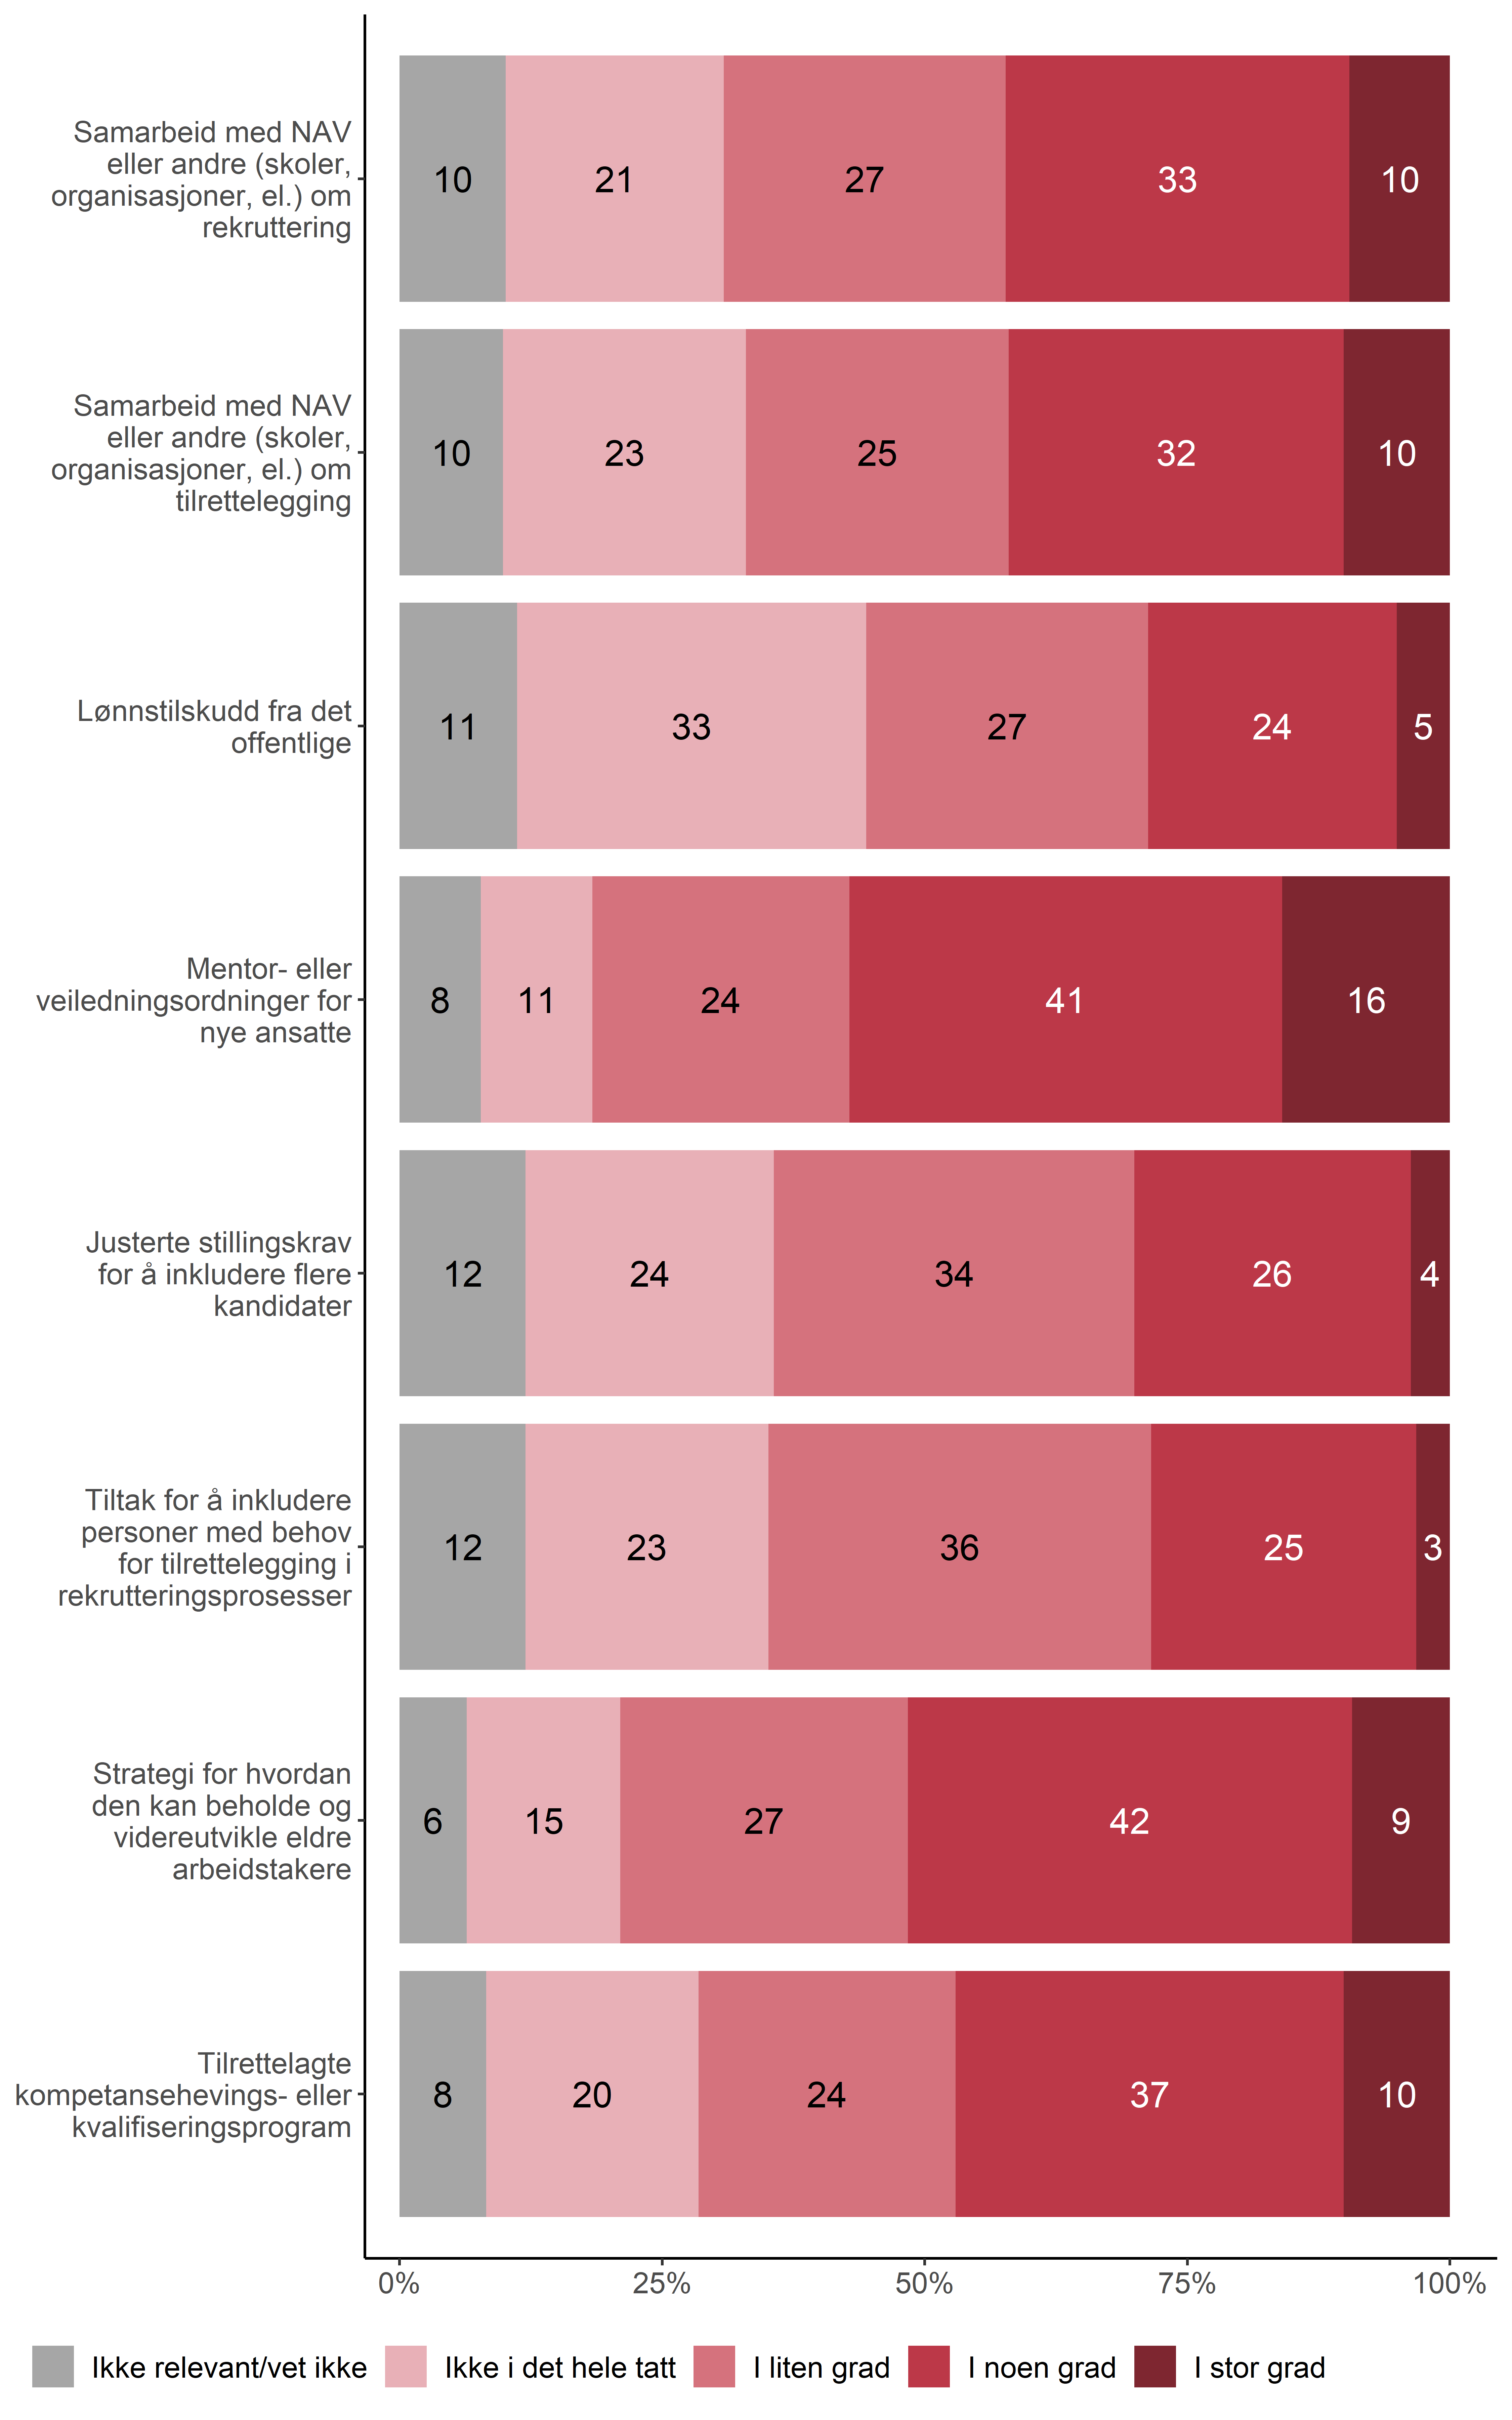 Samarbeid med NAV
eller andre (skoler,
organisasjoner, el.) om
rekruttering
10 21 27 33 10
Samarbeid med NAV
eller andre (skoler,
organisasjoner, el.) om
tilrettelegging
10 23 25 32 10
Lønnstilskudd fra det
offentlige
11 33 27 24 5
Mentor- eller
veiledningsordninger for
nye ansatte
8 11 24 41 16
Justerte stillingskrav
for å inkludere flere
kandidater
12 24 34 26 4
Tiltak for å inkludere
personer med behov
for tilrettelegging i
rekrutteringsprosesser
12 23 36 25 3
Strategi for hvordan
den kan beholde og
videreutvikle eldre
arbeidstakere
6 15 27 42 9
Tilrettelagte
kompetansehevings- eller
kvalifiseringsprogram
8 20 24 37 10
0% 25% 50% 75% 100%
Ikke relevant/vet ikke Ikke i det hele tatt I liten grad I noen grad I stor grad